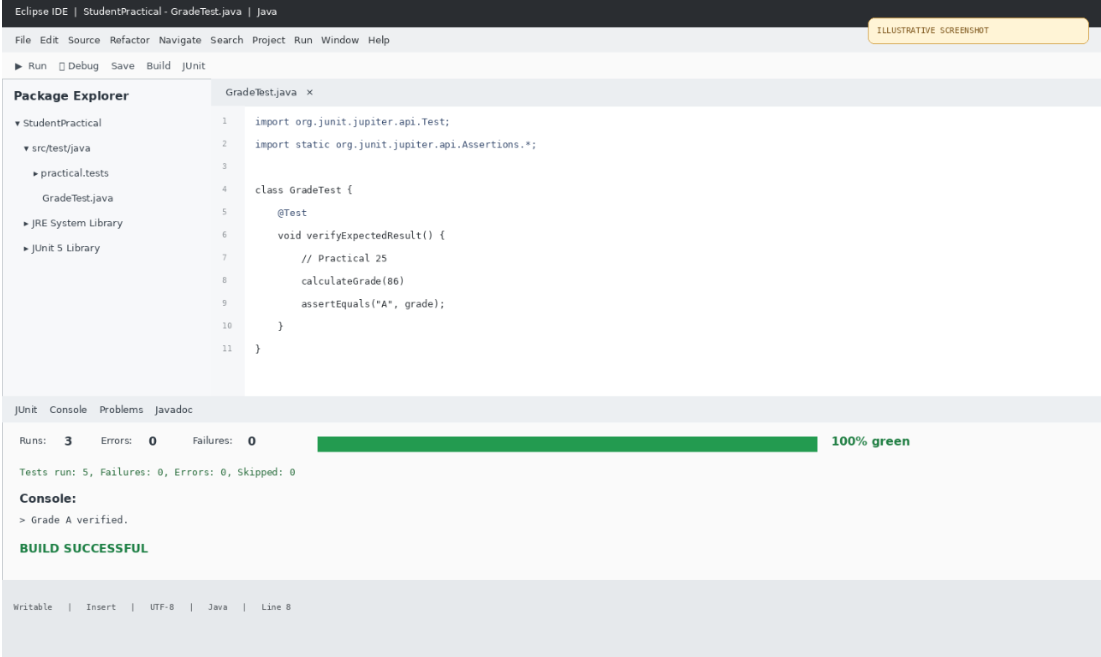 Eclipse IDE | StudentPractical - GradeTest.java | Java
ILLUSTRATIVE SCREENSHOT
File Edit Source Refactor Navigate Search Project Run Window Help
▶ Run Debug Save Build JUnit
Package Explorer
▾ StudentPractical
▾ src/test/java
▸ practical.tests
GradeTest.java
▸ JRE System Library
▸ JUnit 5 Library
GradeTest.java ×
1 import org.junit.jupiter.api.Test;
2 import static org.junit.jupiter.api.Assertions.*;
3
4 class GradeTest {
5 @Test
6 void verifyExpectedResult() {
7 // Practical 25
8 calculateGrade(86)
9 assertEquals("A", grade);
10 }
11 }
JUnit Console Problems Javadoc
Runs: 3 Errors: 0 Failures: 0 100% green
Tests run: 5, Failures: 0, Errors: 0, Skipped: 0
Console:
> Grade A verified.
BUILD SUCCESSFUL
Writable | Insert | UTF-8 | Java | Line 8